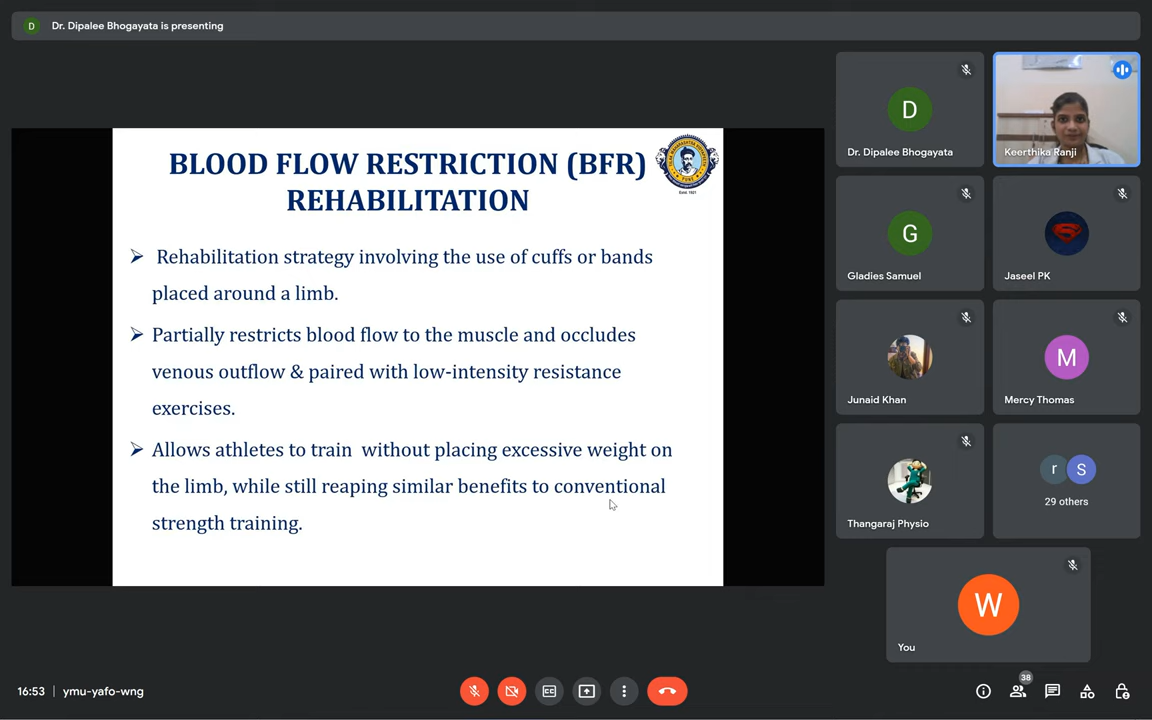 D Dr. Dipalee Bhogayata is presenting
BLOOD FLOW RESTRICTION (BFR)
REHABILITATION
Rehabilitation strategy involving the use of cuffs or bands
placed around a limb.
Partially restricts blood flow to the muscle and occludes
venous outflow & paired with low-intensity resistance
exercises.
Allows athletes to train without placing excessive weight on
the limb, while still reaping similar benefits to conventional
strength training.
D
Dr. Dipalee Bhogayata
Keerthika Ranji
G
Gladies Samuel
Jaseel PK
Junaid Khan
M
Mercy Thomas
Thangaraj Physio
r S
29 others
W
You
16:53 | ymu-yafo-wng
CC
38